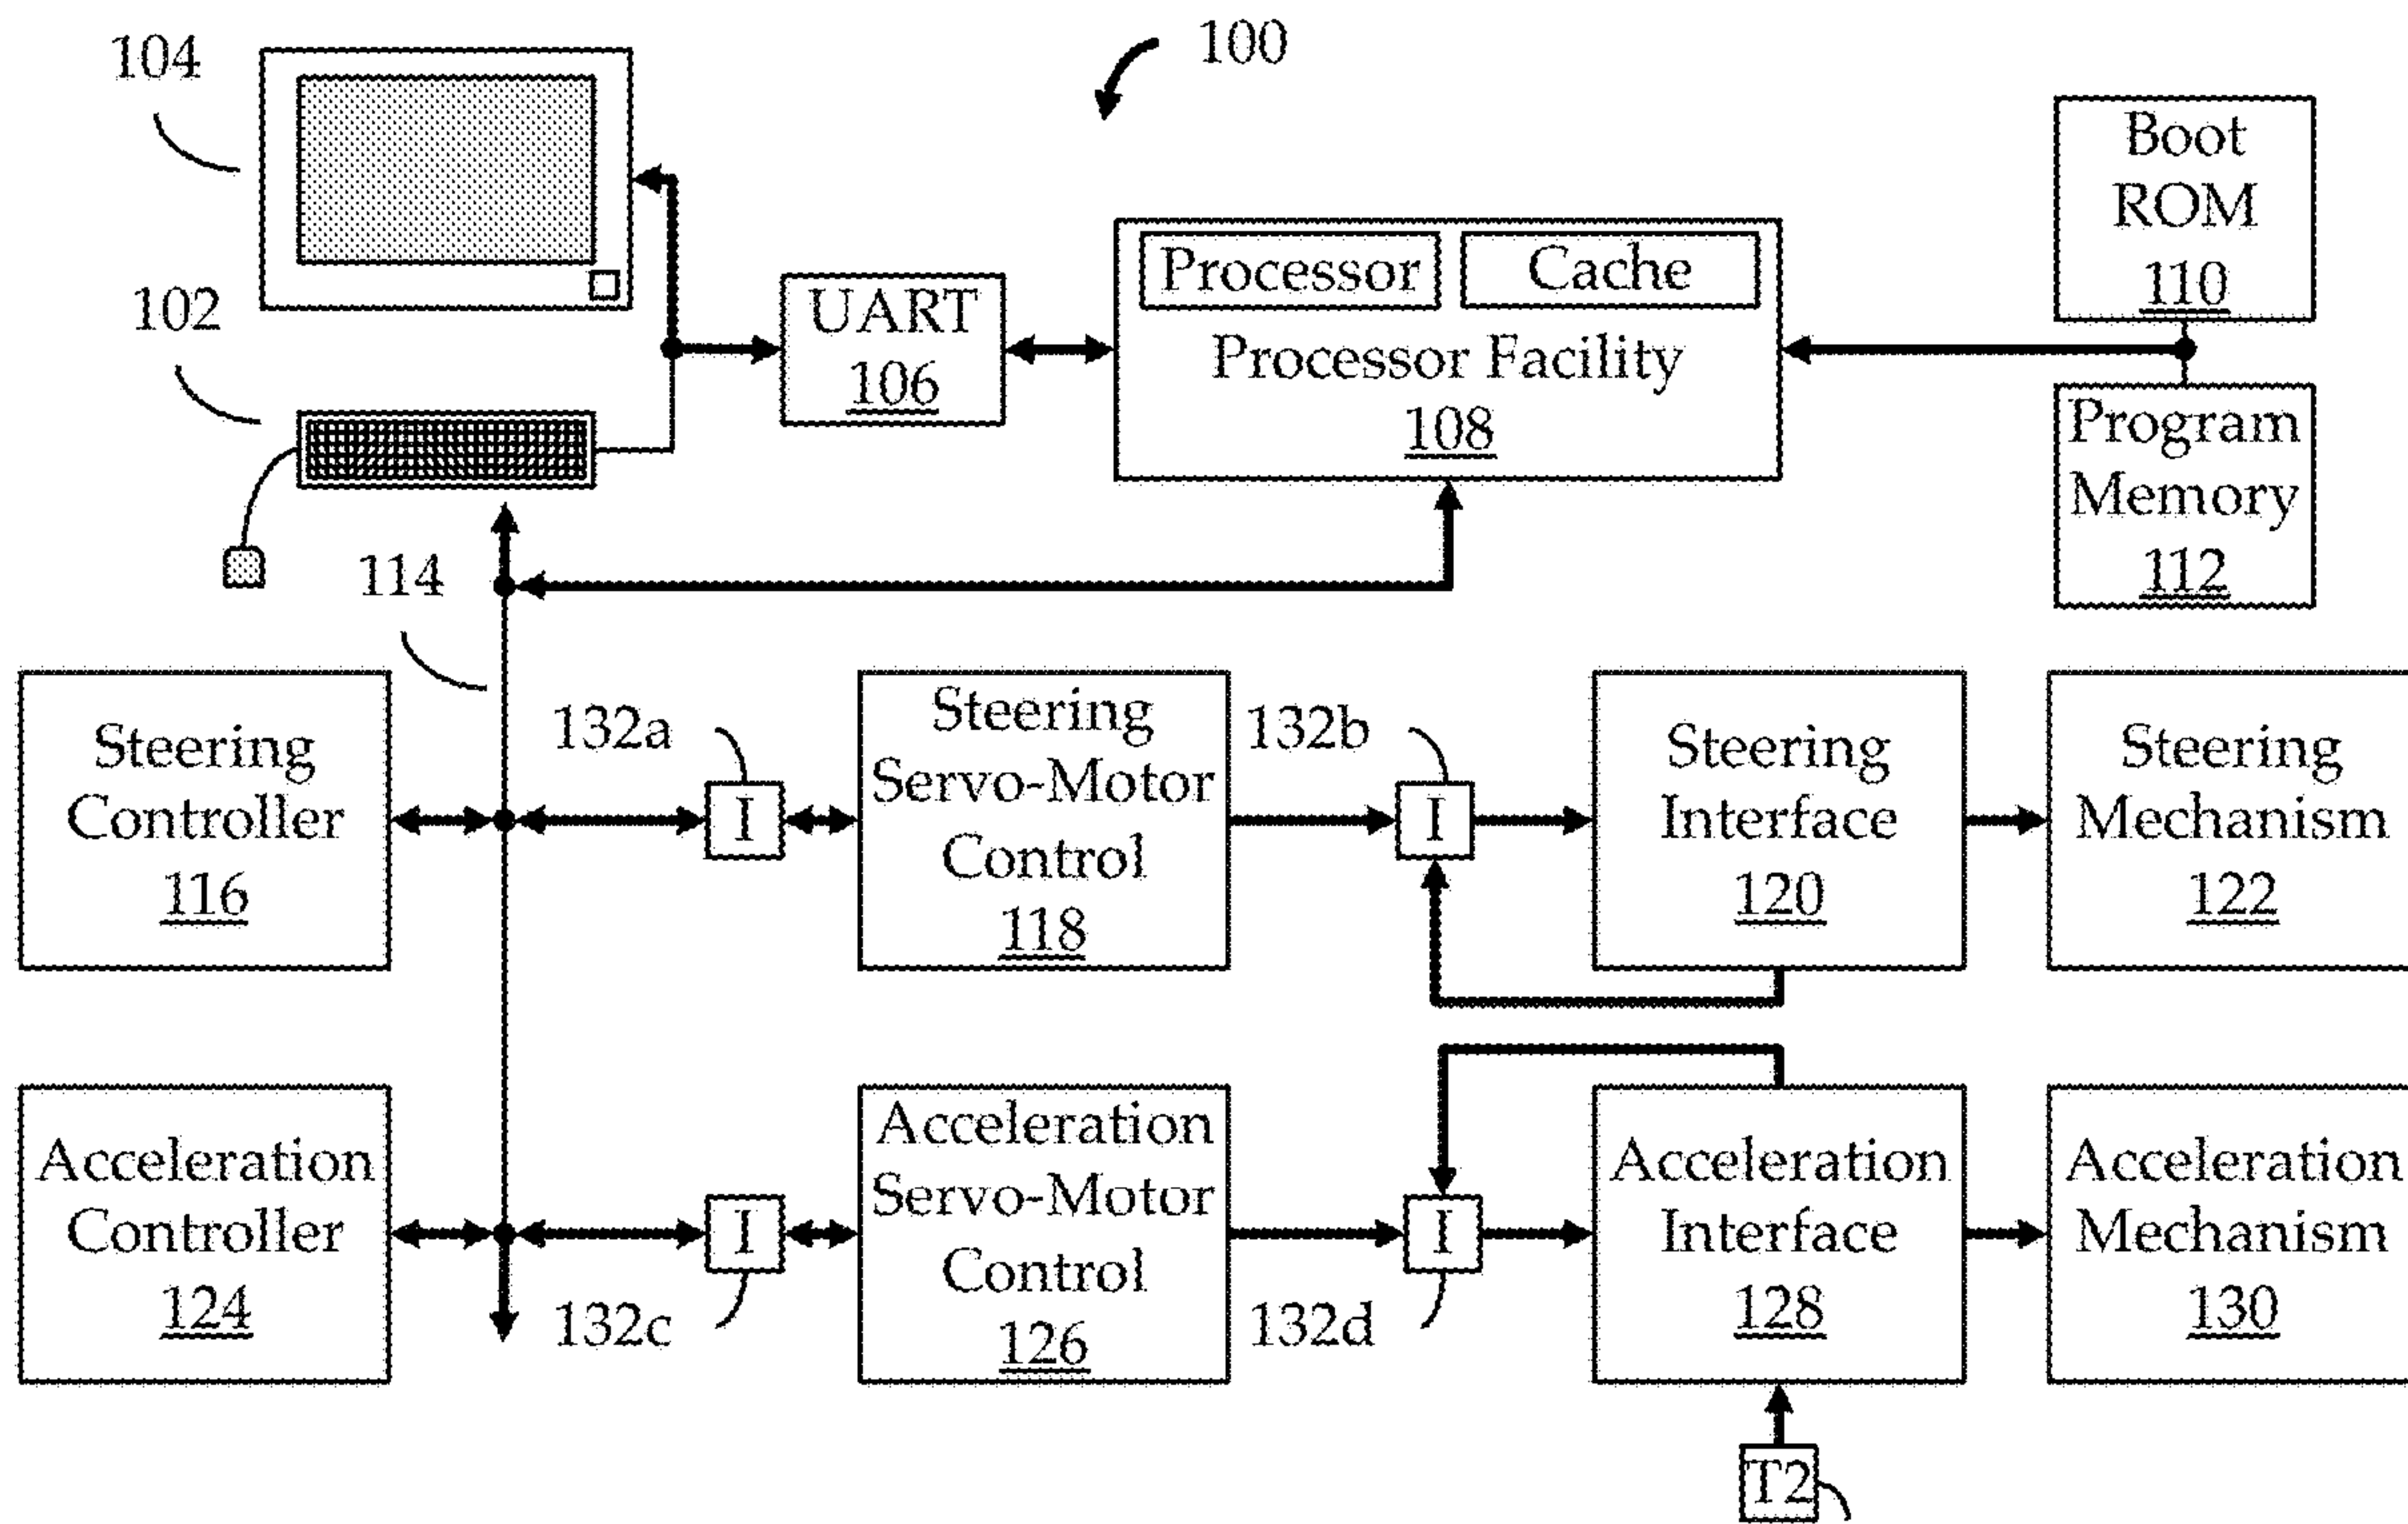 100
104
102
UART
106
Processor
Cache
Processor Facility
108
Boot
ROM
110
Program
Memory
112
114
Steering
Controller
116
132a
Steering
Servo-Motor
Control
118
132b
I
I
Steering
Interface
120
Steering
Mechanism
122
Acceleration
Controller
124
I
132c
Acceleration
Servo-Motor
Control
126
I
132d
Acceleration
Interface
128
Acceleration
Mechanism
130
T2